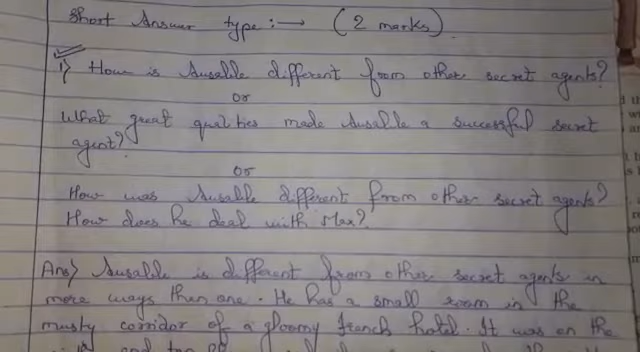 Short Answer type :→ (2 marks)
1) How is Ausable different from other secret agents?
or
What great qualities made Ausable a successful secret
agent?
or
How was Ausable different from other secret agents?
How does he deal with Max?
Ans) Ausable is different from other secret agents in
more ways than one. He has a small room in the
musty corridor of a gloomy french hotel. It was on the
and top